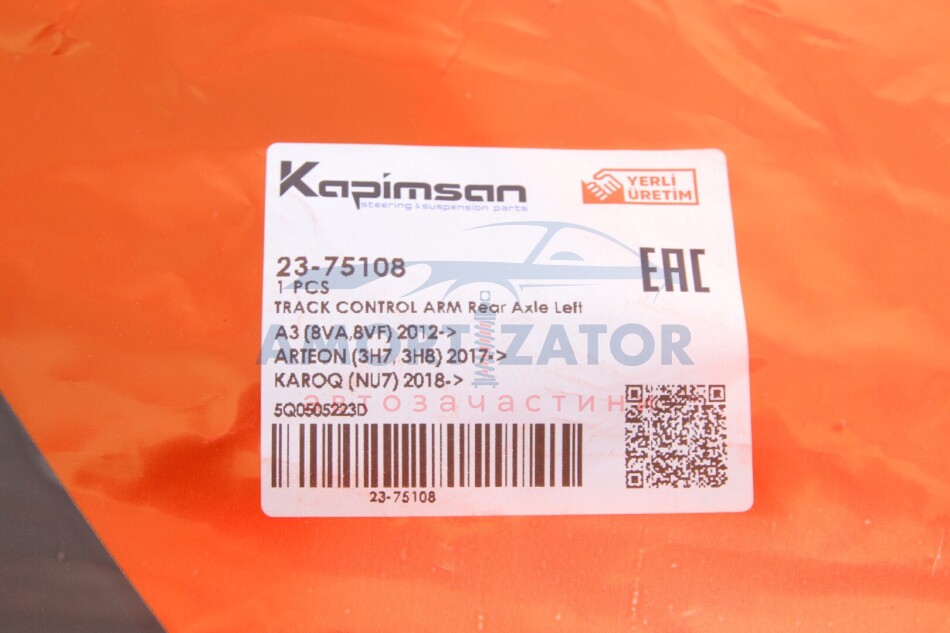 Kapimsan
steering & suspension parts
YERLİ
ÜRETİM
23-75108
EAC
1 PCS
TRACK CONTROL ARM Rear Axle Left
A3 (8VA,8VF) 2012->
AMORTIZATOR
ARTEON (3H7, 3H8) 2017->
KAROQ (NU7) 2018->
автозачастини
5Q0505223D
23-75108